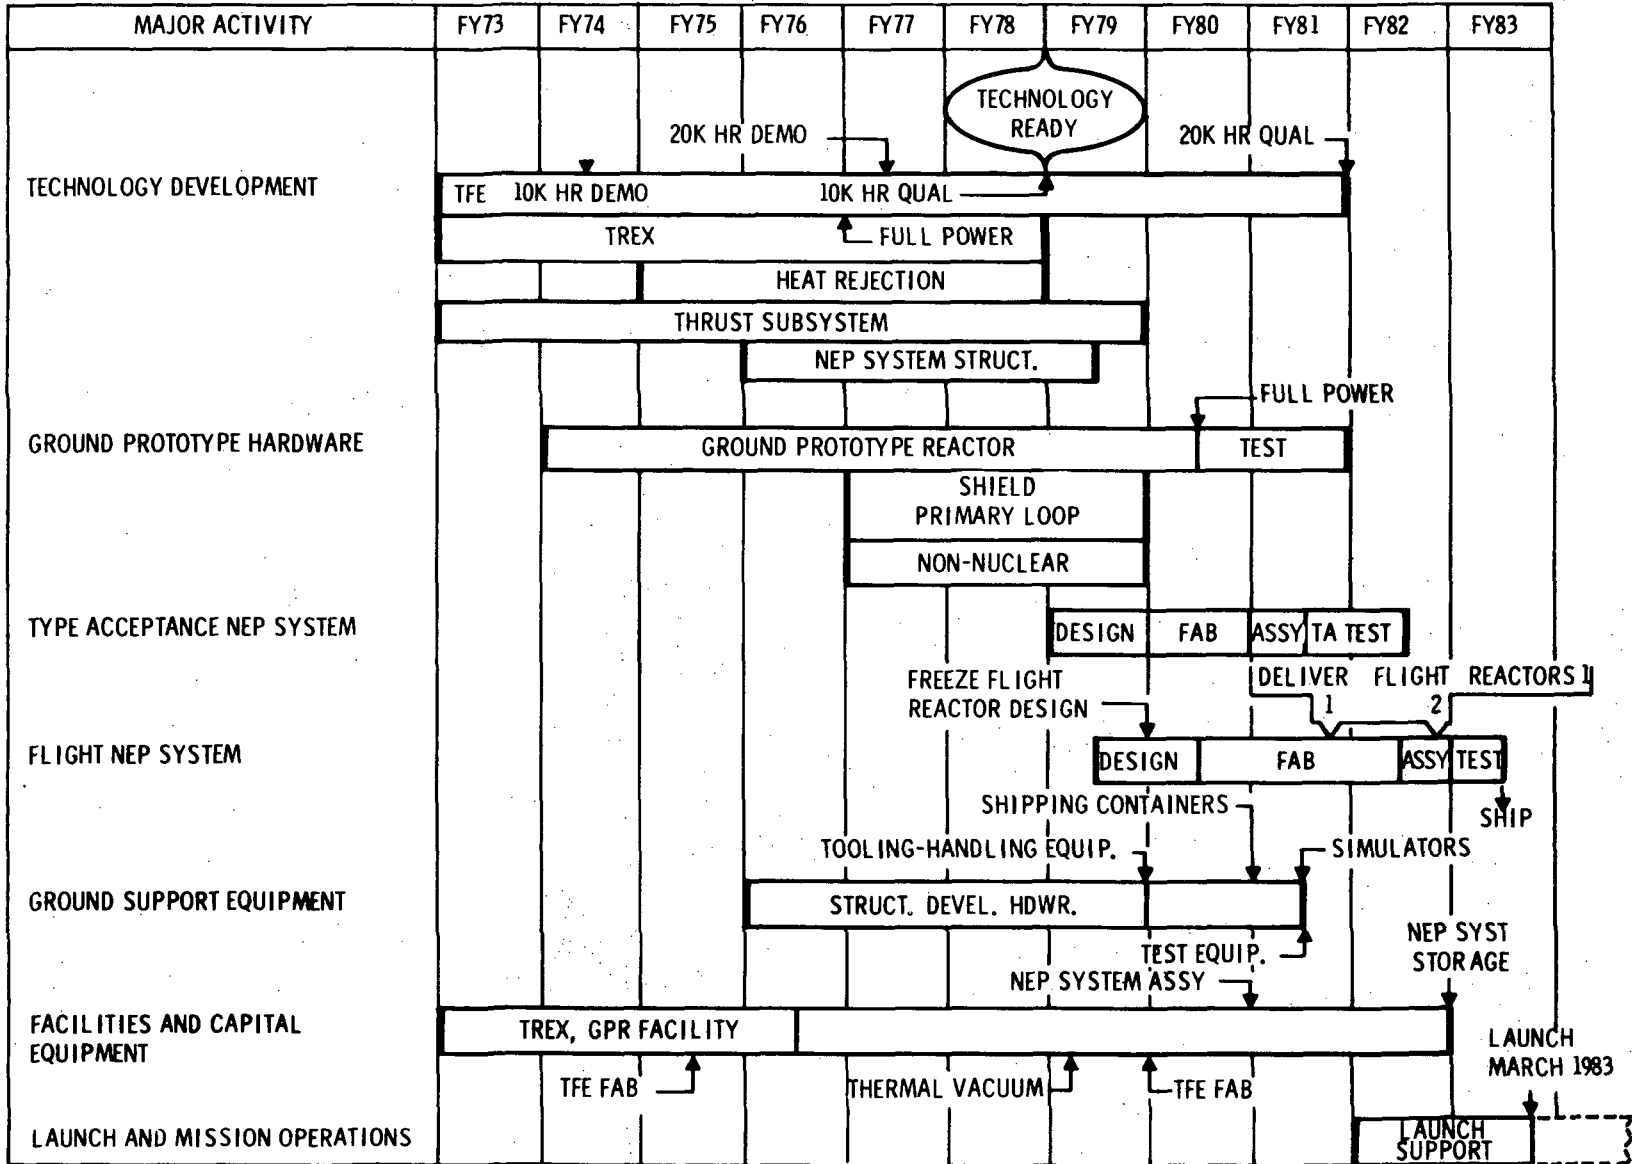 MAJOR ACTIVITY FY73 FY74 FY75 FY76 FY77 FY78 FY79 FY80 FY81 FY82 FY83
TECHNOLOGY
READY
20K HR DEMO
20K HR QUAL
TECHNOLOGY DEVELOPMENT
TFE 10K HR DEMO 10K HR QUAL
TREX FULL POWER
HEAT REJECTION
THRUST SUBSYSTEM
NEP SYSTEM STRUCT.
FULL POWER
GROUND PROTOTYPE HARDWARE
GROUND PROTOTYPE REACTOR TEST
SHIELD
PRIMARY LOOP
NON-NUCLEAR
TYPE ACCEPTANCE NEP SYSTEM
DESIGN FAB ASSY TA TEST
DELIVER FLIGHT REACTORS 1
1 2
FREEZE FLIGHT
REACTOR DESIGN
FLIGHT NEP SYSTEM
DESIGN FAB ASSY TEST
SHIP
SHIPPING CONTAINERS
TOOLING-HANDLING EQUIP.
SIMULATORS
GROUND SUPPORT EQUIPMENT
STRUCT. DEVEL. HDWR.
TEST EQUIP.
NEP SYST
STORAGE
NEP SYSTEM ASSY
FACILITIES AND CAPITAL
EQUIPMENT
TREX, GPR FACILITY
LAUNCH
MARCH 1983
TFE FAB
THERMAL VACUUM
TFE FAB
LAUNCH AND MISSION OPERATIONS
LAUNCH
SUPPORT